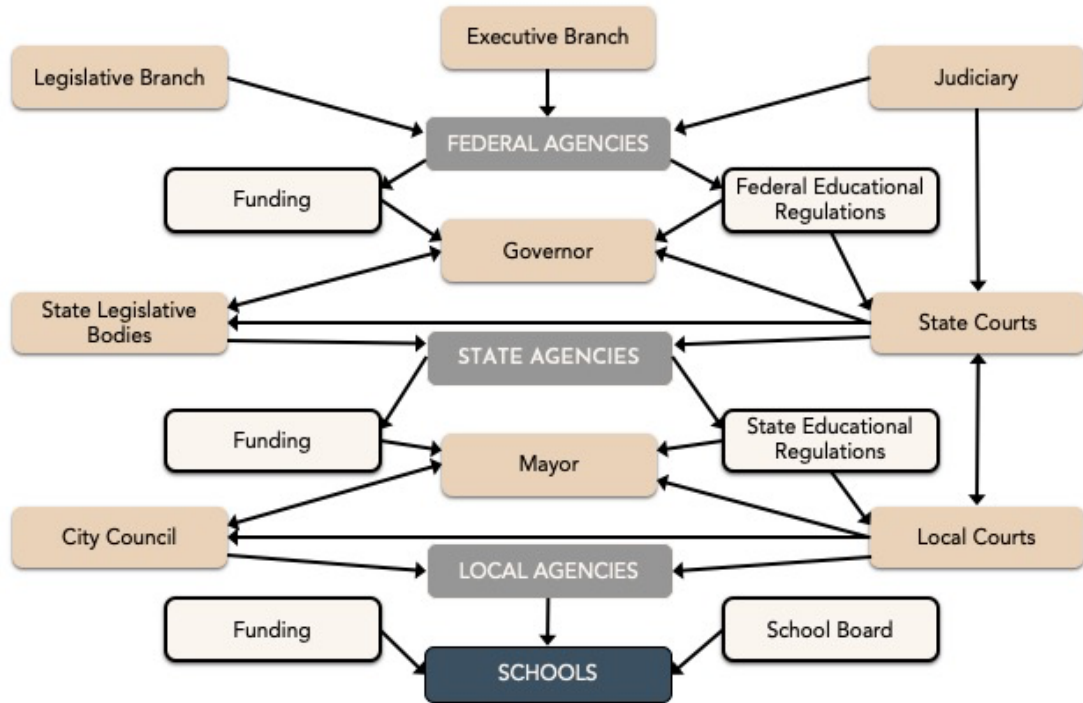 Executive Branch
Legislative Branch
Judiciary
FEDERAL AGENCIES
Funding
Federal Educational
Regulations
Governor
State Legislative
Bodies
State Courts
STATE AGENCIES
Funding
State Educational
Regulations
Mayor
City Council
Local Courts
LOCAL AGENCIES
Funding
School Board
SCHOOLS